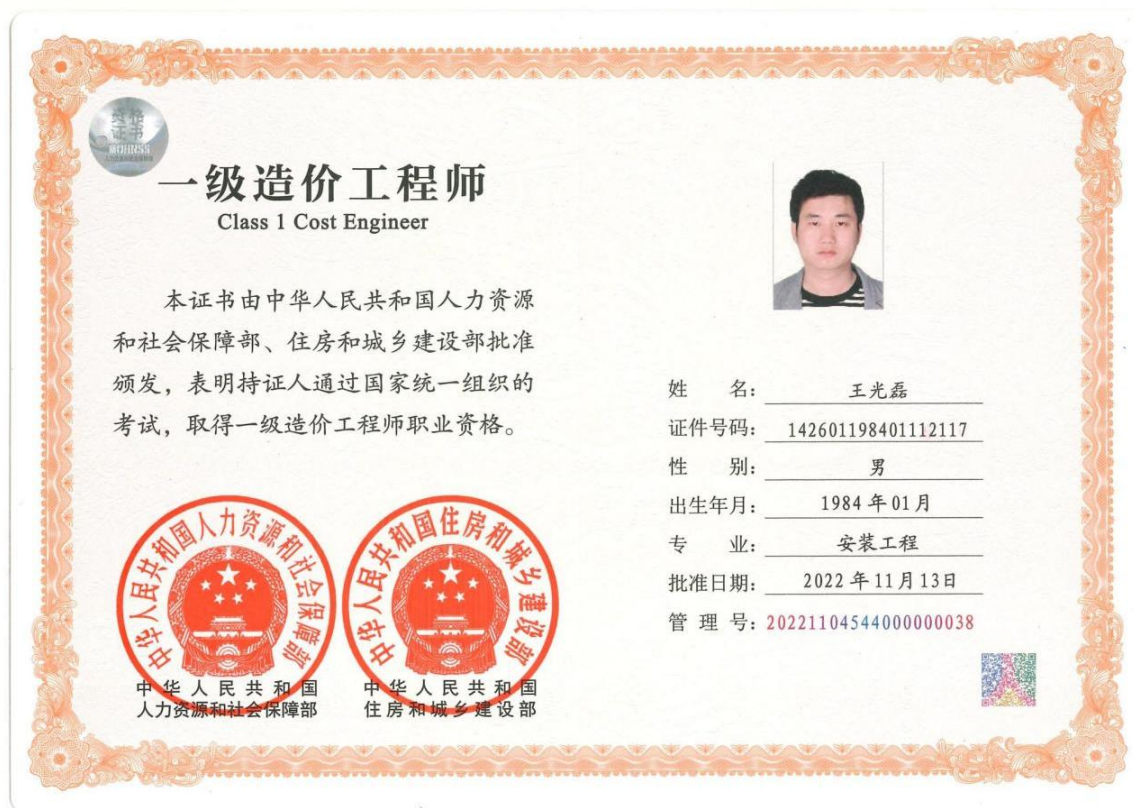 资格
证书
MOHRSS
一级造价工程师
Class 1 Cost Engineer
本证书由中华人民共和国人力资源
和社会保障部、住房和城乡建设部批准
颁发，表明持证人通过国家统一组织的
考试，取得一级造价工程师职业资格。
姓 名：王光磊
证件号码：142601198401112117
性 别：男
出生年月：1984年01月
专 业：安装工程
批准日期：2022年11月13日
管 理 号：20221104544000000038
中华人民共和国人力资源和社会保障部
中华人民共和国住房和城乡建设部
中华人民共和国
人力资源和社会保障部
中华人民共和国
住房和城乡建设部